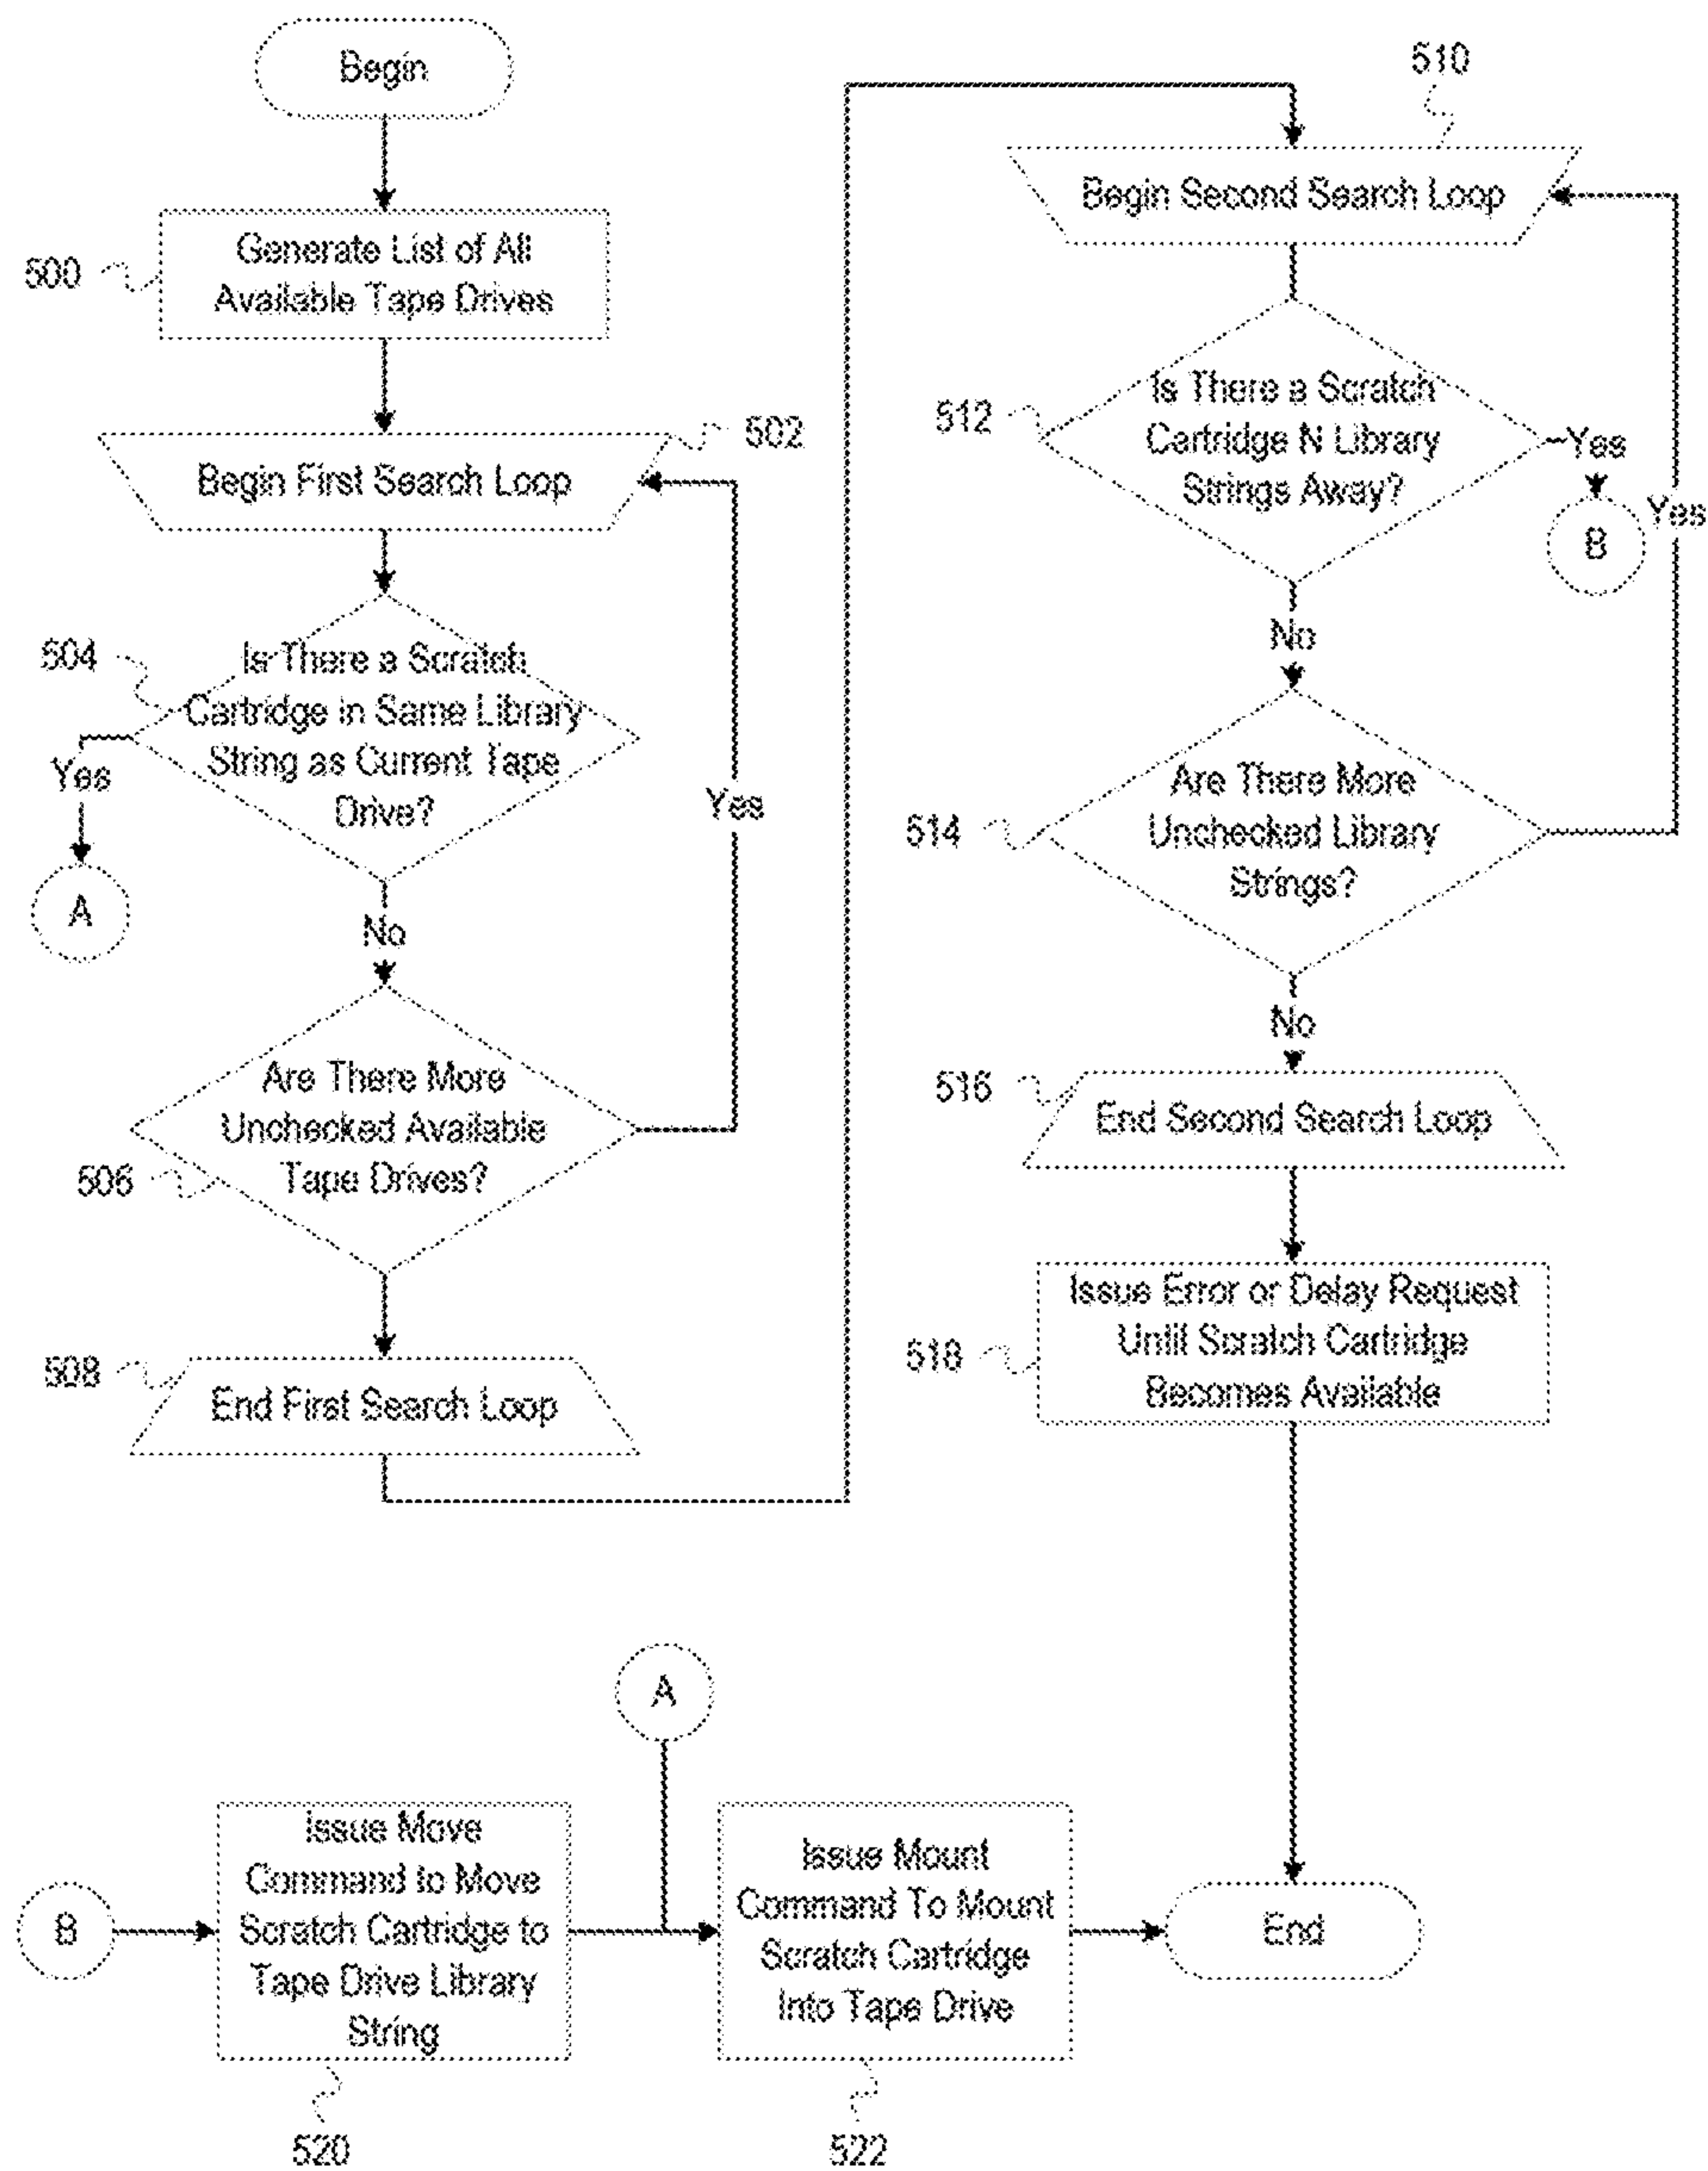 Begin
500
Generate List of All
Available Tape Drives
502
Begin First Search Loop
504
Is There a Scratch
Cartridge in Same Library
String as Current Tape
Drive?
Yes
A
No
Yes
506
Are There More
Unchecked Available
Tape Drives?
508
End First Search Loop
510
Begin Second Search Loop
512
Is There a Scratch
Cartridge N Library
Strings Away?
Yes
B
Yes
No
514
Are There More
Unchecked Library
Strings?
No
516
End Second Search Loop
518
Issue Error or Delay Request
Until Scratch Cartridge
Becomes Available
A
B
Issue Move
Command to Move
Scratch Cartridge to
Tape Drive Library
String
520
Issue Mount
Command To Mount
Scratch Cartridge
Into Tape Drive
522
End